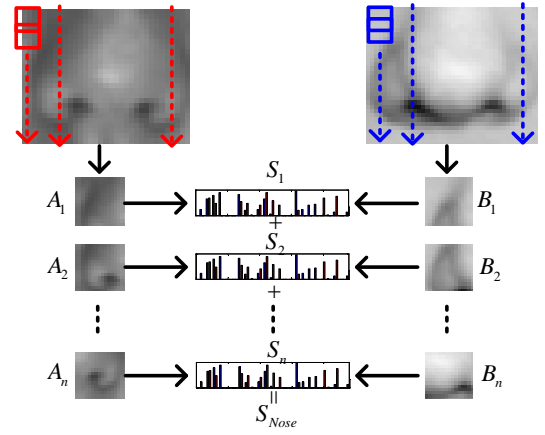 S1
A1 B1
+
S2
A2 B2
+
Sn
An Bn
=
SNose